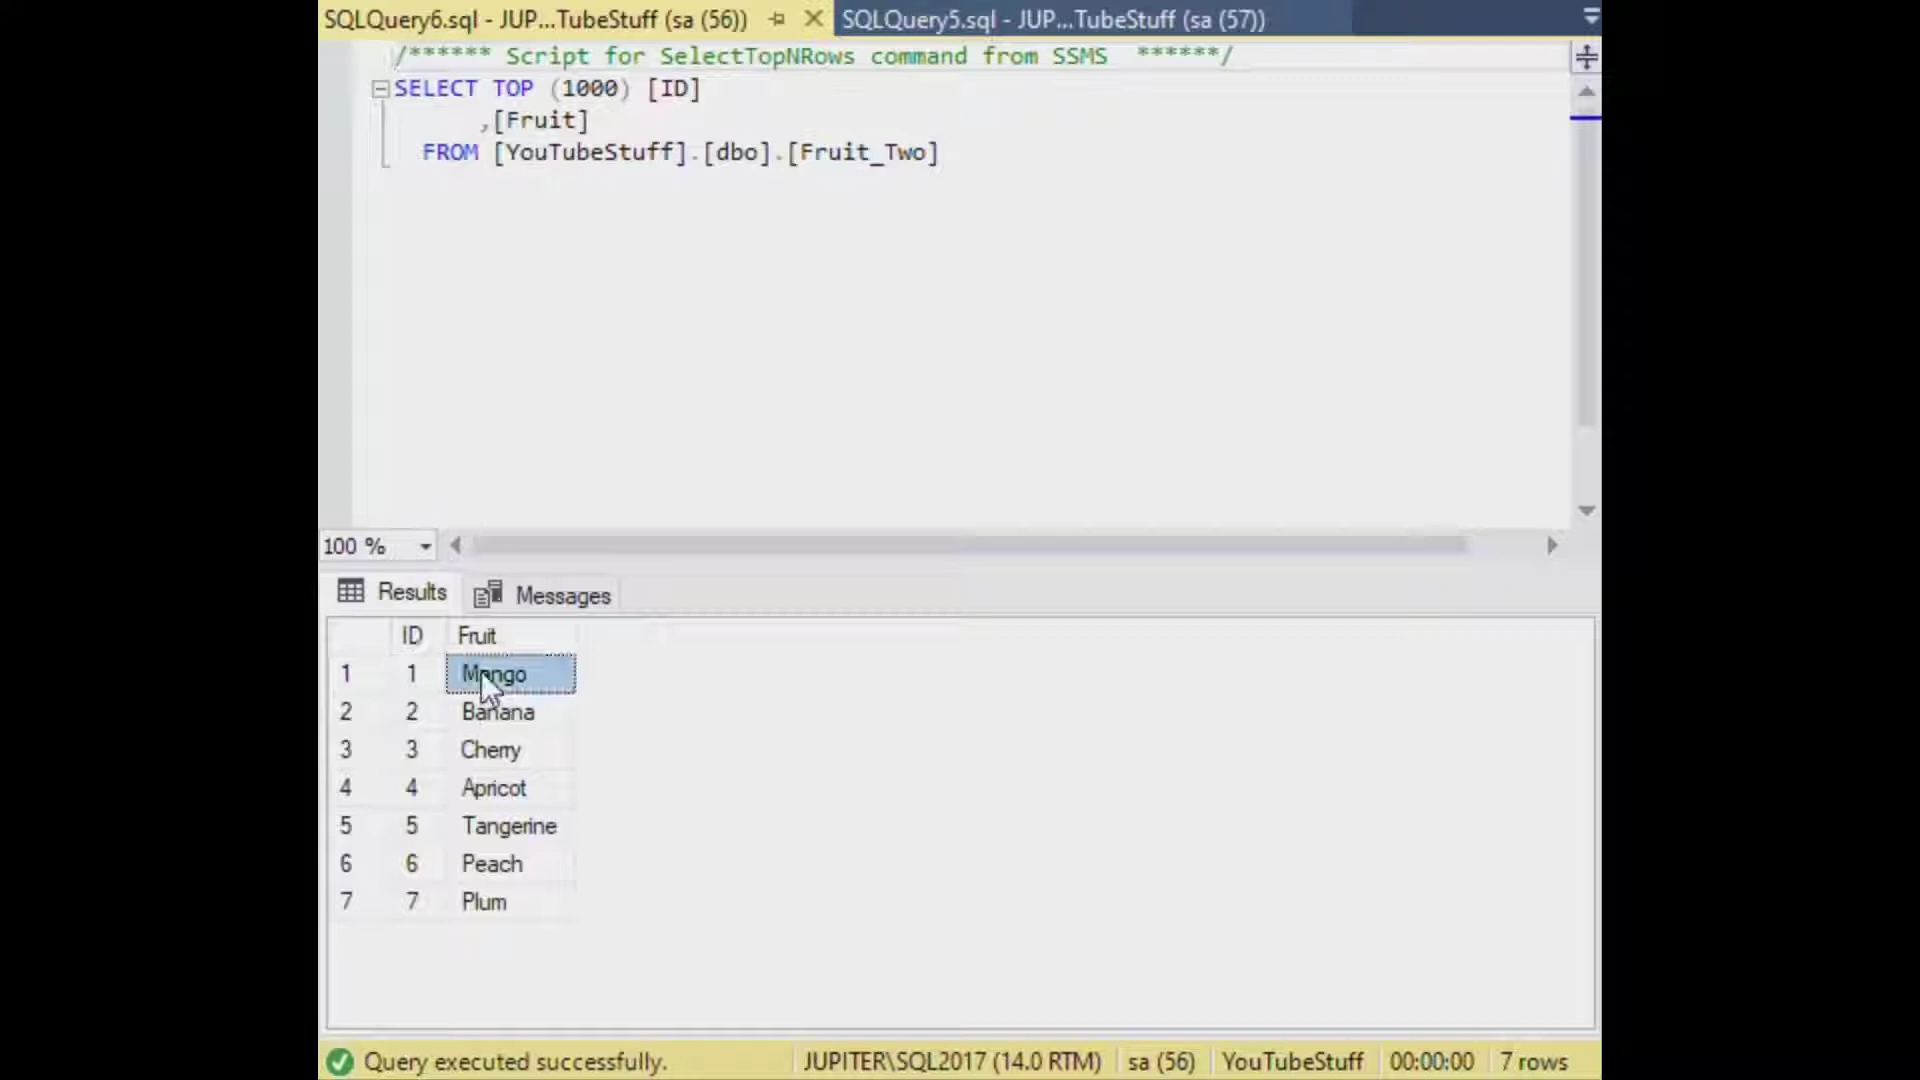 SQLQuery6.sql - JUP...TubeStuff (sa (56)) SQLQuery5.sql - JUP...TubeStuff (sa (57))
/****** Script for SelectTopNRows command from SSMS ******/
SELECT TOP (1000) [ID]
,[Fruit]
FROM [YouTubeStuff].[dbo].[Fruit_Two]
100 %
Results Messages
ID Fruit
1 1 Mango
2 2 Banana
3 3 Cherry
4 4 Apricot
5 5 Tangerine
6 6 Peach
7 7 Plum
Query executed successfully. JUPITER\SQL2017 (14.0 RTM) sa (56) YouTubeStuff 00:00:00 7 rows